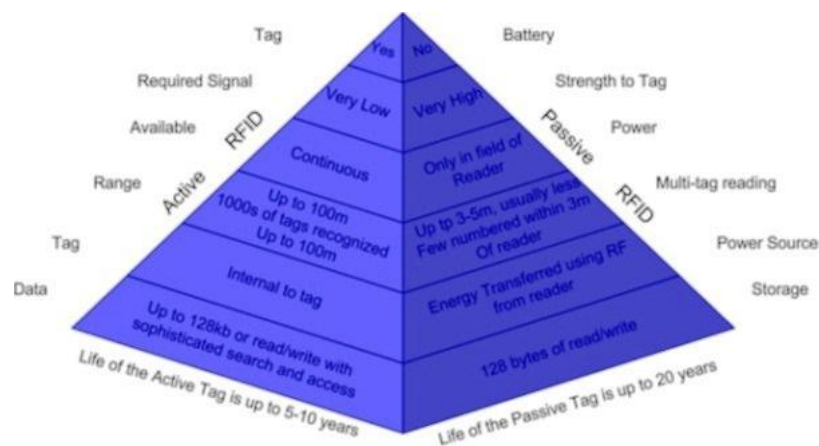 Tag
Battery
Yes
No
Required Signal
Strength to Tag
Very Low
Very High
Available
Power
Active RFID
Passive RFID
Continuous
Only in field of
Reader
Range
Multi-tag reading
Up to 100m
1000s of tags recognized
Up to 100m
Up tp 3-5m, usually less
Few numbered within 3m
Of reader
Tag
Power Source
Internal to tag
Energy Transferred using RF
from reader
Data
Storage
Up to 128kb or read/write with
sophisticated search and access
128 bytes of read/write
Life of the Active Tag is up to 5-10 years
Life of the Passive Tag is up to 20 years